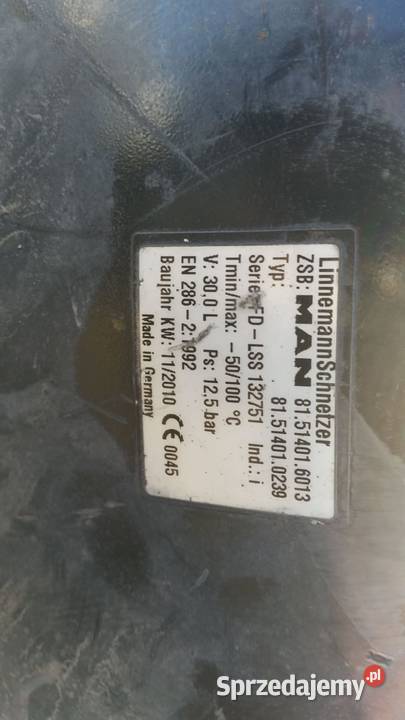 LinnemannSchnetzer
ZSB: MAN 81.51401.6013
Typ: 81.51401.0239
Serie: FD-LSS 132751 Ind.: i
Tmin/max: -50/100 °C
V: 30,0 L Ps: 12,5 bar
EN 286-2:1992
Baujahr KW: 11/2010 CE 0045
Made in Germany
Sprzedajemy.pl